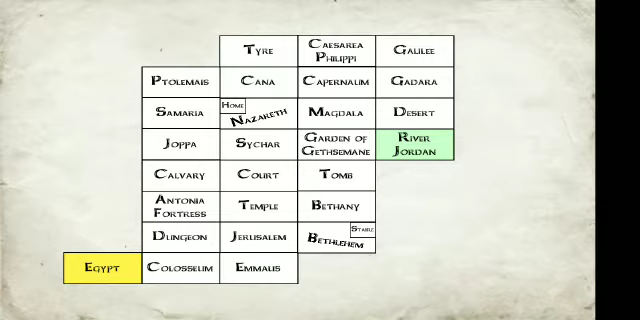 Tyre
Caesarea
Philippi
Galilee
Ptolemais
Cana
Capernaum
Gadara
Samaria
Home
Nazareth
Magdala
Desert
Joppa
Sychar
Garden of
Gethsemane
River
Jordan
Calvary
Court
Tomb
Antonia
Fortress
Temple
Bethany
Dungeon
Jerusalem
Stable
Bethlehem
Egypt
Colosseum
Emmaus